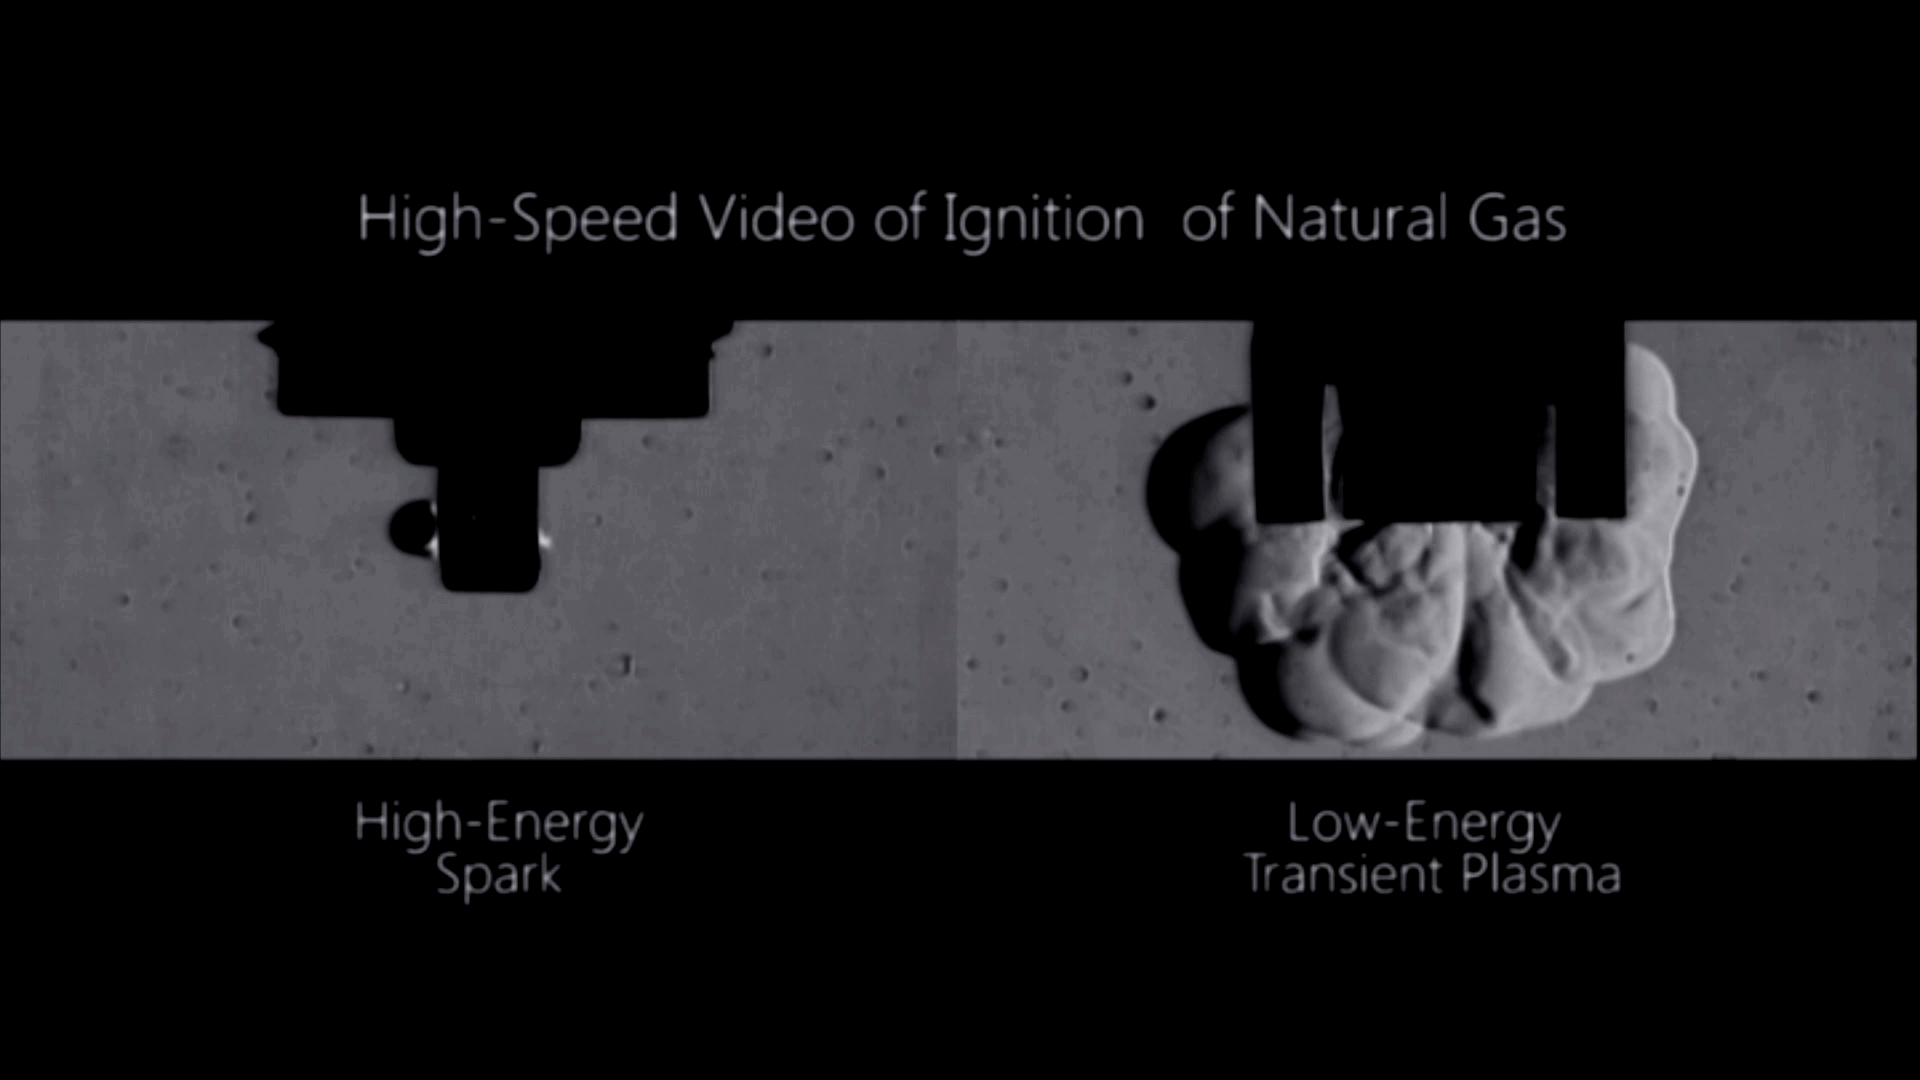 High-Speed Video of Ignition of Natural Gas
High-Energy
Spark
Low-Energy
Transient Plasma